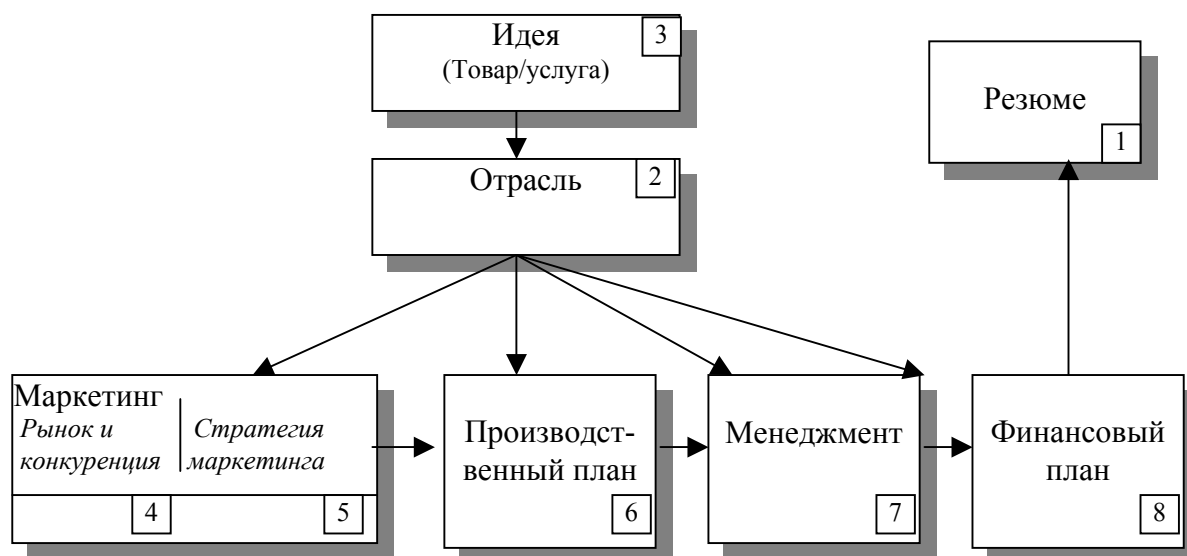 Идея
3
(Товар/услуга)
Резюме
1
Отрасль
2
Маркетинг
Рынок и
конкуренция
Стратегия
маркетинга
4
5
Производст-
венный план
6
Менеджмент
7
Финансовый
план
8